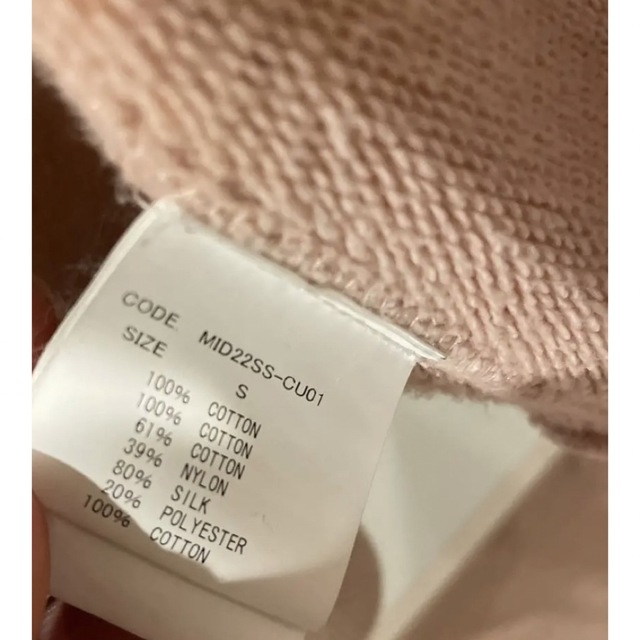 CODE MID22SS-CU01
SIZE S
100% COTTON
100% COTTON
61% COTTON
39% NYLON
80% SILK
20% POLYESTER
100% COTTON